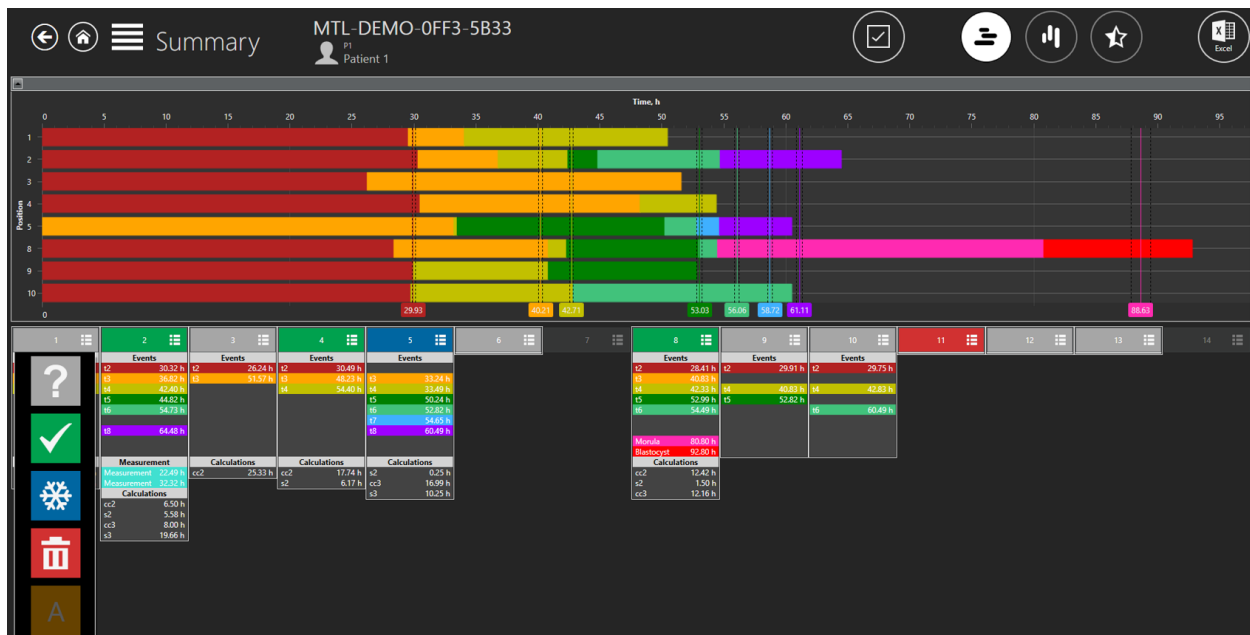 Summary
MTL-DEMO-0FF3-5B33
P1
Patient 1
Excel
Time, h
0 5 10 15 20 25 30 35 40 45 50 55 60 65 70 75 80 85 90 95
Position
1
2
3
4
5
8
9
10
0
29.93 40.21 42.71 53.03 56.06 58.72 61.11 88.63
1 2 3 4 5 6 7 8 9 10 11 12 13 14
Events
t2 30.32 h
t3 36.82 h
t4 42.40 h
t5 44.82 h
t6 54.73 h
t8 64.48 h
Measurement
Measurement 22.49 h
Measurement 32.32 h
Calculations
cc2 6.50 h
s2 5.58 h
cc3 8.00 h
s3 19.66 h
Events
t2 26.24 h
t3 51.57 h
Calculations
cc2 25.33 h
Events
t2 30.49 h
t3 48.23 h
t4 54.40 h
Calculations
cc2 17.74 h
s2 6.17 h
Events
t3 33.24 h
t4 33.49 h
t5 50.24 h
t6 52.82 h
t7 54.65 h
t8 60.49 h
Calculations
s2 0.25 h
cc3 16.99 h
s3 10.25 h
Events
t2 28.41 h
t3 40.83 h
t4 42.33 h
t5 52.99 h
t6 54.49 h
Morula 80.80 h
Blastocyst 92.80 h
Calculations
cc2 12.42 h
s2 1.50 h
cc3 12.16 h
Events
t2 29.91 h
t4 40.83 h
t5 52.82 h
Events
t2 29.75 h
t4 42.83 h
t6 60.49 h
?
A